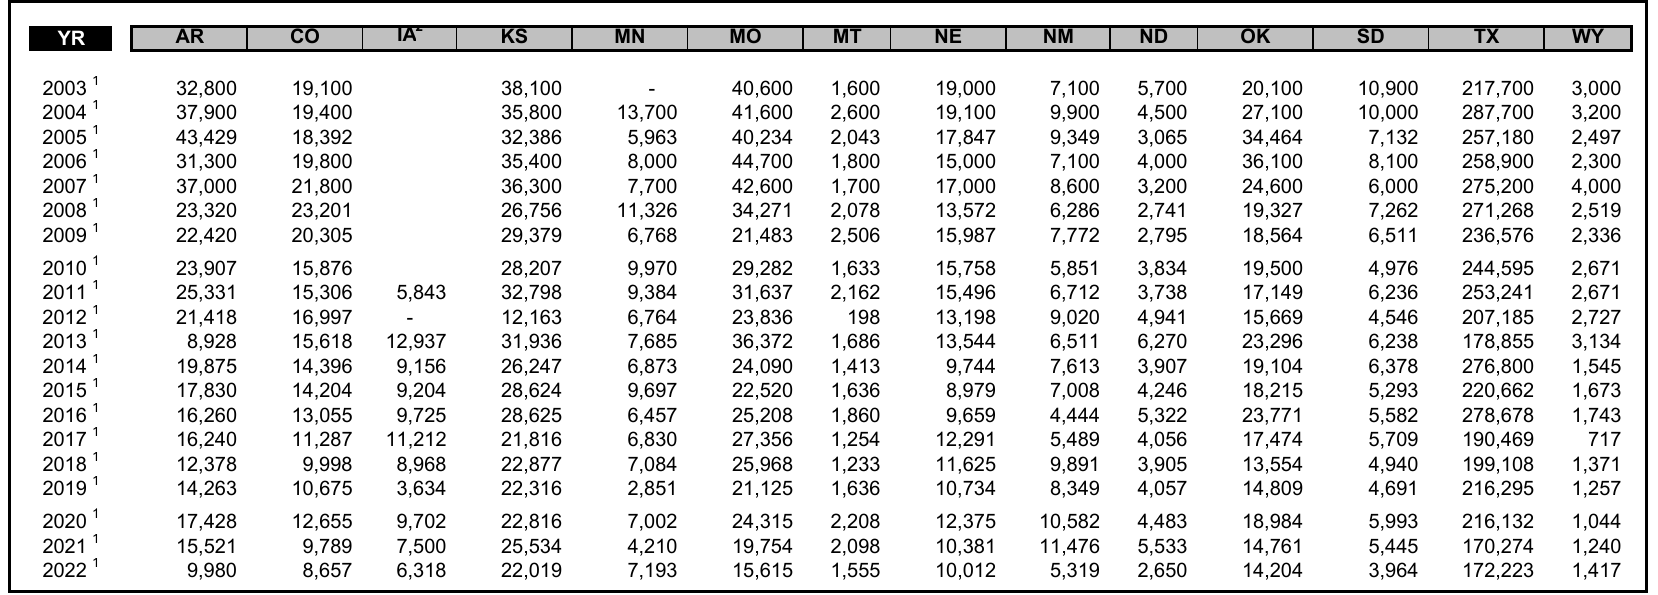 YR AR CO IA² KS MN MO MT NE NM ND OK SD TX WY
2003 ¹ 32,800 19,100 38,100 - 40,600 1,600 19,000 7,100 5,700 20,100 10,900 217,700 3,000
2004 ¹ 37,900 19,400 35,800 13,700 41,600 2,600 19,100 9,900 4,500 27,100 10,000 287,700 3,200
2005 ¹ 43,429 18,392 32,386 5,963 40,234 2,043 17,847 9,349 3,065 34,464 7,132 257,180 2,497
2006 ¹ 31,300 19,800 35,400 8,000 44,700 1,800 15,000 7,100 4,000 36,100 8,100 258,900 2,300
2007 ¹ 37,000 21,800 36,300 7,700 42,600 1,700 17,000 8,600 3,200 24,600 6,000 275,200 4,000
2008 ¹ 23,320 23,201 26,756 11,326 34,271 2,078 13,572 6,286 2,741 19,327 7,262 271,268 2,519
2009 ¹ 22,420 20,305 29,379 6,768 21,483 2,506 15,987 7,772 2,795 18,564 6,511 236,576 2,336
2010 ¹ 23,907 15,876 28,207 9,970 29,282 1,633 15,758 5,851 3,834 19,500 4,976 244,595 2,671
2011 ¹ 25,331 15,306 5,843 32,798 9,384 31,637 2,162 15,496 6,712 3,738 17,149 6,236 253,241 2,671
2012 ¹ 21,418 16,997 - 12,163 6,764 23,836 198 13,198 9,020 4,941 15,669 4,546 207,185 2,727
2013 ¹ 8,928 15,618 12,937 31,936 7,685 36,372 1,686 13,544 6,511 6,270 23,296 6,238 178,855 3,134
2014 ¹ 19,875 14,396 9,156 26,247 6,873 24,090 1,413 9,744 7,613 3,907 19,104 6,378 276,800 1,545
2015 ¹ 17,830 14,204 9,204 28,624 9,697 22,520 1,636 8,979 7,008 4,246 18,215 5,293 220,662 1,673
2016 ¹ 16,260 13,055 9,725 28,625 6,457 25,208 1,860 9,659 4,444 5,322 23,771 5,582 278,678 1,743
2017 ¹ 16,240 11,287 11,212 21,816 6,830 27,356 1,254 12,291 5,489 4,056 17,474 5,709 190,469 717
2018 ¹ 12,378 9,998 8,968 22,877 7,084 25,968 1,233 11,625 9,891 3,905 13,554 4,940 199,108 1,371
2019 ¹ 14,263 10,675 3,634 22,316 2,851 21,125 1,636 10,734 8,349 4,057 14,809 4,691 216,295 1,257
2020 ¹ 17,428 12,655 9,702 22,816 7,002 24,315 2,208 12,375 10,582 4,483 18,984 5,993 216,132 1,044
2021 ¹ 15,521 9,789 7,500 25,534 4,210 19,754 2,098 10,381 11,476 5,533 14,761 5,445 170,274 1,240
2022 ¹ 9,980 8,657 6,318 22,019 7,193 15,615 1,555 10,012 5,319 2,650 14,204 3,964 172,223 1,417